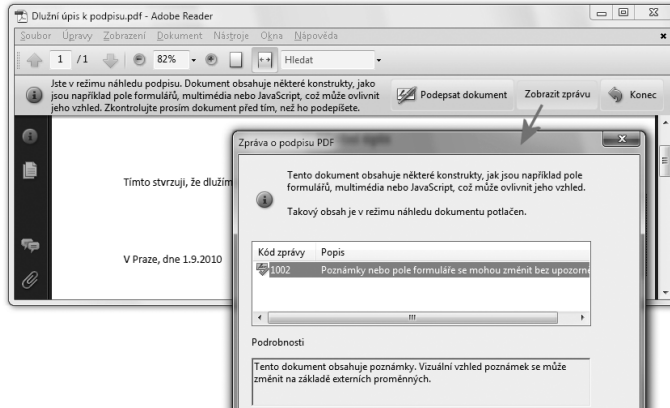 Dlužní úpis k podpisu.pdf - Adobe Reader
Soubor Úpravy Zobrazení Dokument Nástroje Okna Nápověda
1 / 1 82% Hledat
Jste v režimu náhledu podpisu. Dokument obsahuje některé konstrukty, jako
jsou například pole formulářů, multimédia nebo JavaScript, což může ovlivnit
jeho vzhled. Zkontrolujte prosím dokument před tím, než ho podepíšete.
Podepsat dokument Zobrazit zprávu Konec
Zpráva o podpisu PDF
Tento dokument obsahuje některé konstrukty, jak jsou například pole
formulářů, multimédia nebo JavaScript, což může ovlivnit jeho vzhled.
Takový obsah je v režimu náhledu dokumentu potlačen.
Tímto stvrzuji, že dlužím
V Praze, dne 1.9.2010
Kód zprávy Popis
1002 Poznámky nebo pole formuláře se mohou změnit bez upozorne
Podrobnosti
Tento dokument obsahuje poznámky. Vizuální vzhled poznámek se může
změnit na základě externích proměnných.